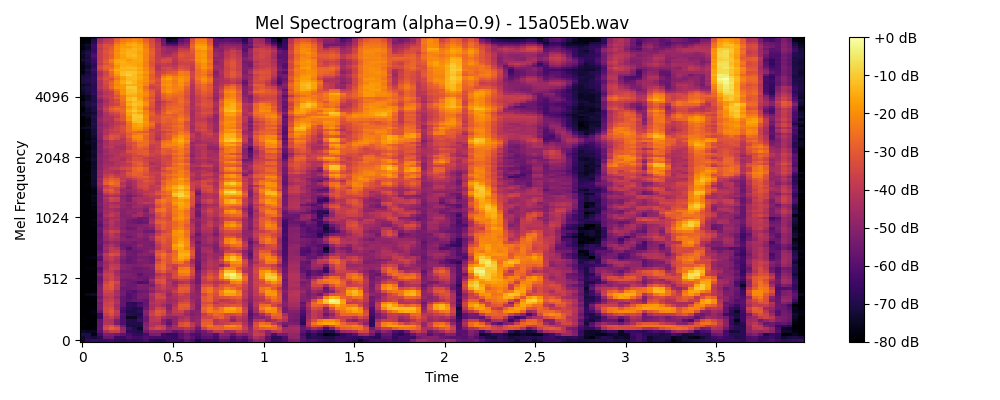 Mel Spectrogram (alpha=0.9) - 15a05Eb.wav
Mel Frequency
4096
2048
1024
512
0
0
0.5
1
1.5
2
2.5
3
3.5
Time
+0 dB
-10 dB
-20 dB
-30 dB
-40 dB
-50 dB
-60 dB
-70 dB
-80 dB